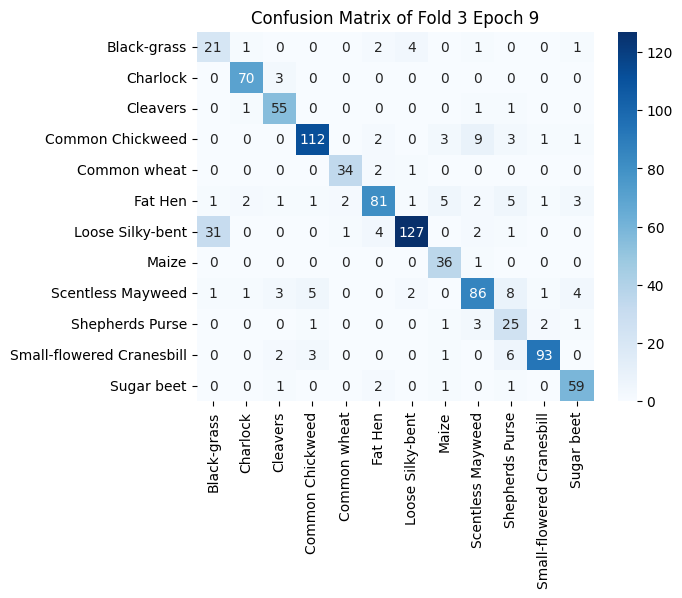 Confusion Matrix of Fold 3 Epoch 9
Black-grass 21 1 0 0 0 2 4 0 1 0 0 1
Charlock 0 70 3 0 0 0 0 0 0 0 0 0
Cleavers 0 1 55 0 0 0 0 0 1 1 0 0
Common Chickweed 0 0 0 112 0 2 0 3 9 3 1 1
Common wheat 0 0 0 0 34 2 1 0 0 0 0 0
Fat Hen 1 2 1 1 2 81 1 5 2 5 1 3
Loose Silky-bent 31 0 0 0 1 4 127 0 2 1 0 0
Maize 0 0 0 0 0 0 0 36 1 0 0 0
Scentless Mayweed 1 1 3 5 0 0 2 0 86 8 1 4
Shepherds Purse 0 0 0 1 0 0 0 1 3 25 2 1
Small-flowered Cranesbill 0 0 2 3 0 0 0 1 0 6 93 0
Sugar beet 0 0 1 0 0 2 0 1 0 1 0 59
Black-grass
Charlock
Cleavers
Common Chickweed
Common wheat
Fat Hen
Loose Silky-bent
Maize
Scentless Mayweed
Shepherds Purse
Small-flowered Cranesbill
Sugar beet
120
100
80
60
40
20
0